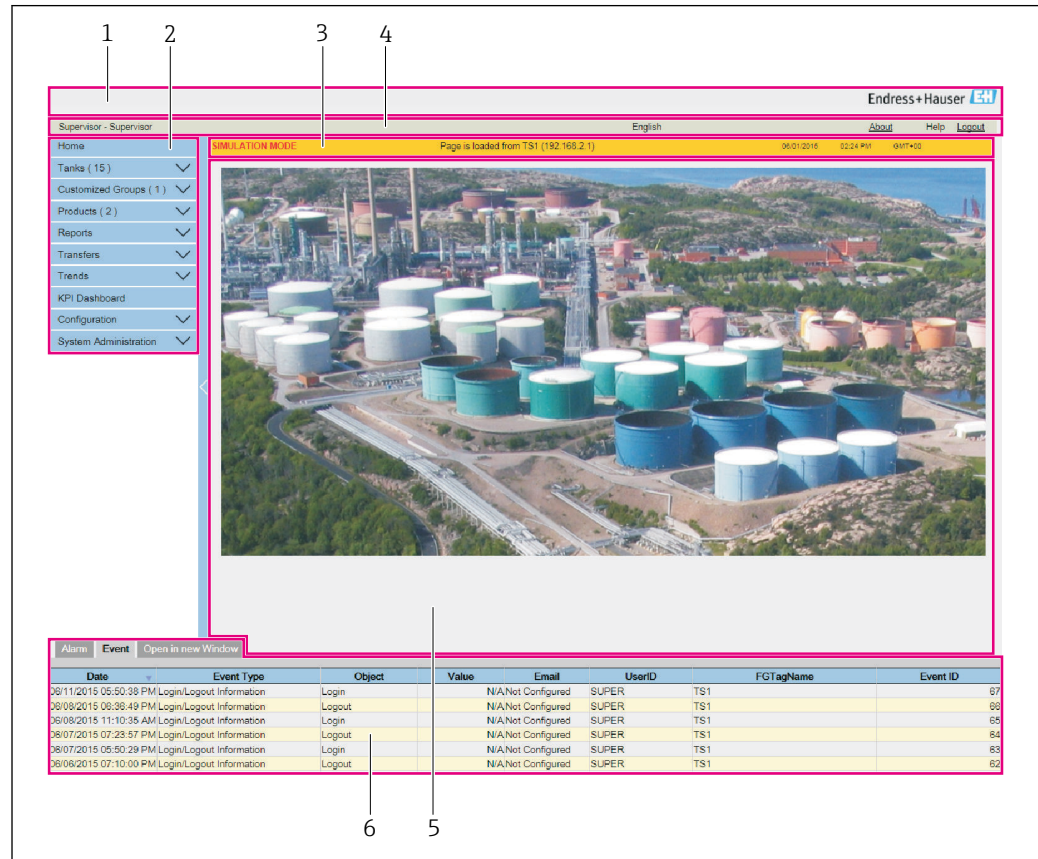 1 2 3 4
Endress+Hauser EH
Supervisor - Supervisor English About Help Logout
Home
SIMULATION MODE Page is loaded from TS1 (192.168.2.1) 06/01/2015 02:24 PM GMT+00
Tanks ( 15 )
Customized Groups ( 1 )
Products ( 2 )
Reports
Transfers
Trends
KPI Dashboard
Configuration
System Administration
Alarm Event Open in new Window
Date Event Type Object Value Email UserID FGTagName Event ID
06/11/2015 05:50:38 PM Login/Logout Information Login N/A Not Configured SUPER TS1 67
06/08/2015 06:36:49 PM Login/Logout Information Logout N/A Not Configured SUPER TS1 66
06/08/2015 11:10:35 AM Login/Logout Information Login N/A Not Configured SUPER TS1 65
06/07/2015 07:23:57 PM Login/Logout Information Logout N/A Not Configured SUPER TS1 64
06/07/2015 05:50:29 PM Login/Logout Information Login N/A Not Configured SUPER TS1 63
06/06/2015 07:10:00 PM Login/Logout Information Logout N/A Not Configured SUPER TS1 62
6 5